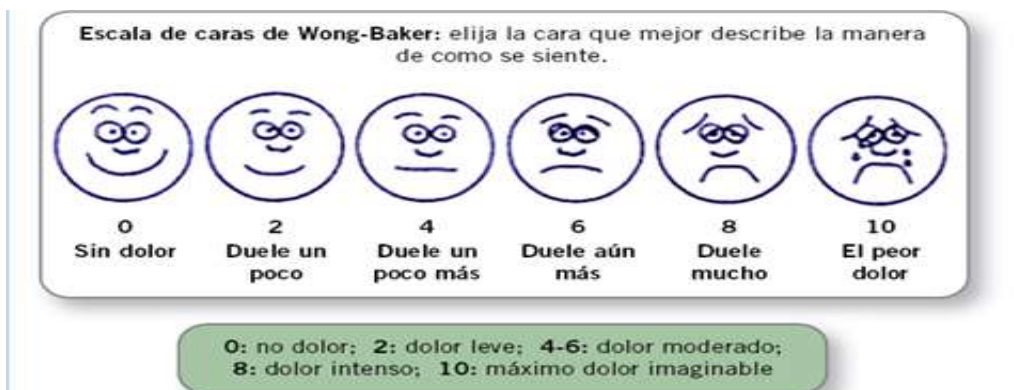 Escala de caras de Wong-Baker: elija la cara que mejor describe la manera
de como se siente.
0
Sin dolor
2
Duele un
poco
4
Duele un
poco más
6
Duele aún
más
8
Duele
mucho
10
El peor
dolor
0: no dolor; 2: dolor leve; 4-6: dolor moderado;
8: dolor intenso; 10: máximo dolor imaginable